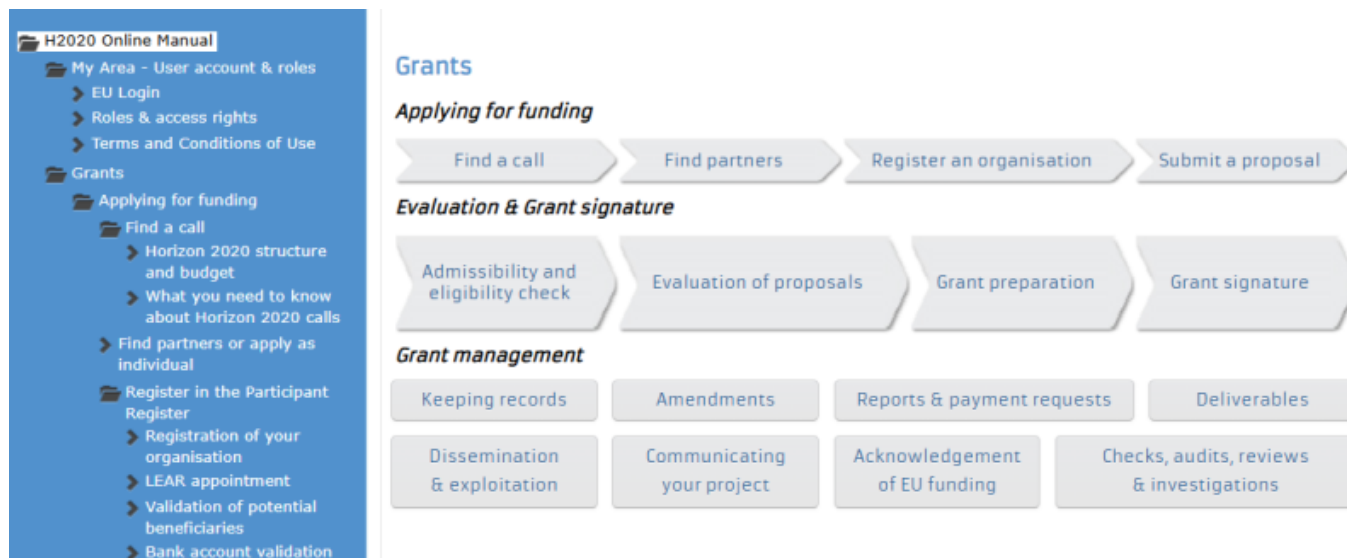 H2020 Online Manual
My Area - User account & roles
EU Login
Roles & access rights
Terms and Conditions of Use
Grants
Applying for funding
Find a call
Horizon 2020 structure
and budget
What you need to know
about Horizon 2020 calls
Find partners or apply as
individual
Register in the Participant
Register
Registration of your
organisation
LEAR appointment
Validation of potential
beneficiaries
Bank account validation
Grants
Applying for funding
Find a call
Find partners
Register an organisation
Submit a proposal
Evaluation & Grant signature
Admissibility and
eligibility check
Evaluation of proposals
Grant preparation
Grant signature
Grant management
Keeping records
Amendments
Reports & payment requests
Deliverables
Dissemination
& exploitation
Communicating
your project
Acknowledgement
of EU funding
Checks, audits, reviews
& investigations